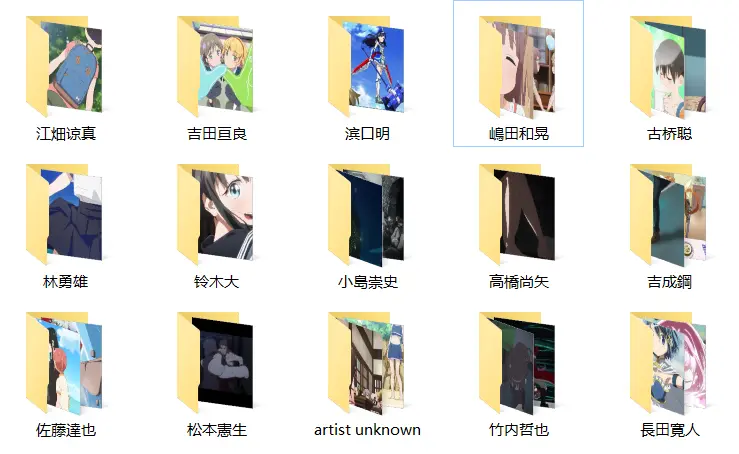 江畑谅真
吉田亘良
滨口明
嶋田和晃
古桥聪
林勇雄
铃木大
小島崇史
高橋尚矢
吉成鋼
佐藤達也
松本憲生
artist unknown
竹内哲也
長田寛人